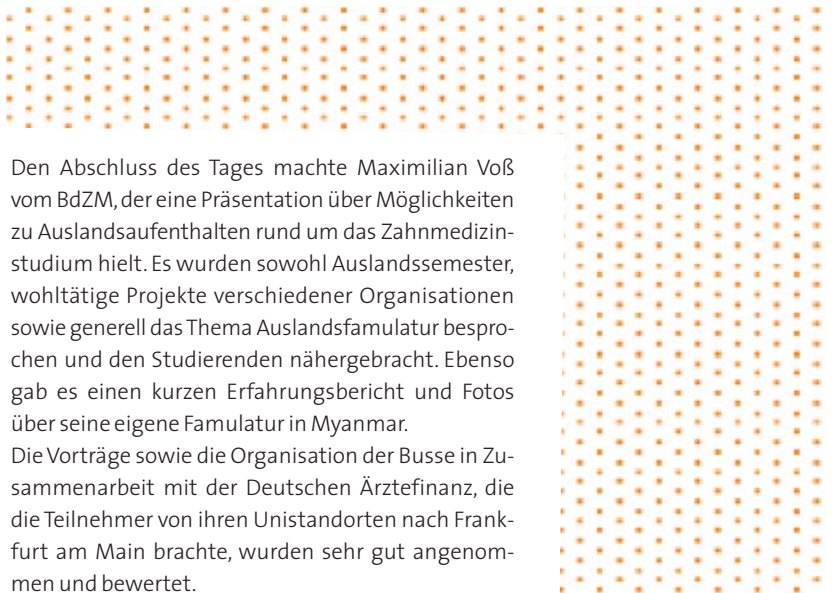 Den Abschluss des Tages machte Maximilian Voß
vom BdZM, der eine Präsentation über Möglichkeiten
zu Auslandsaufenthalten rund um das Zahnmedizin-
studium hielt. Es wurden sowohl Auslandssemester,
wohltätige Projekte verschiedener Organisationen
sowie generell das Thema Auslandsfamulatur bespro-
chen und den Studierenden nähergebracht. Ebenso
gab es einen kurzen Erfahrungsbericht und Fotos
über seine eigene Famulatur in Myanmar.
Die Vorträge sowie die Organisation der Busse in Zu-
sammenarbeit mit der Deutschen Ärztefinanz, die
die Teilnehmer von ihren Unistandorten nach Frank-
furt am Main brachte, wurden sehr gut angenom-
men und bewertet.